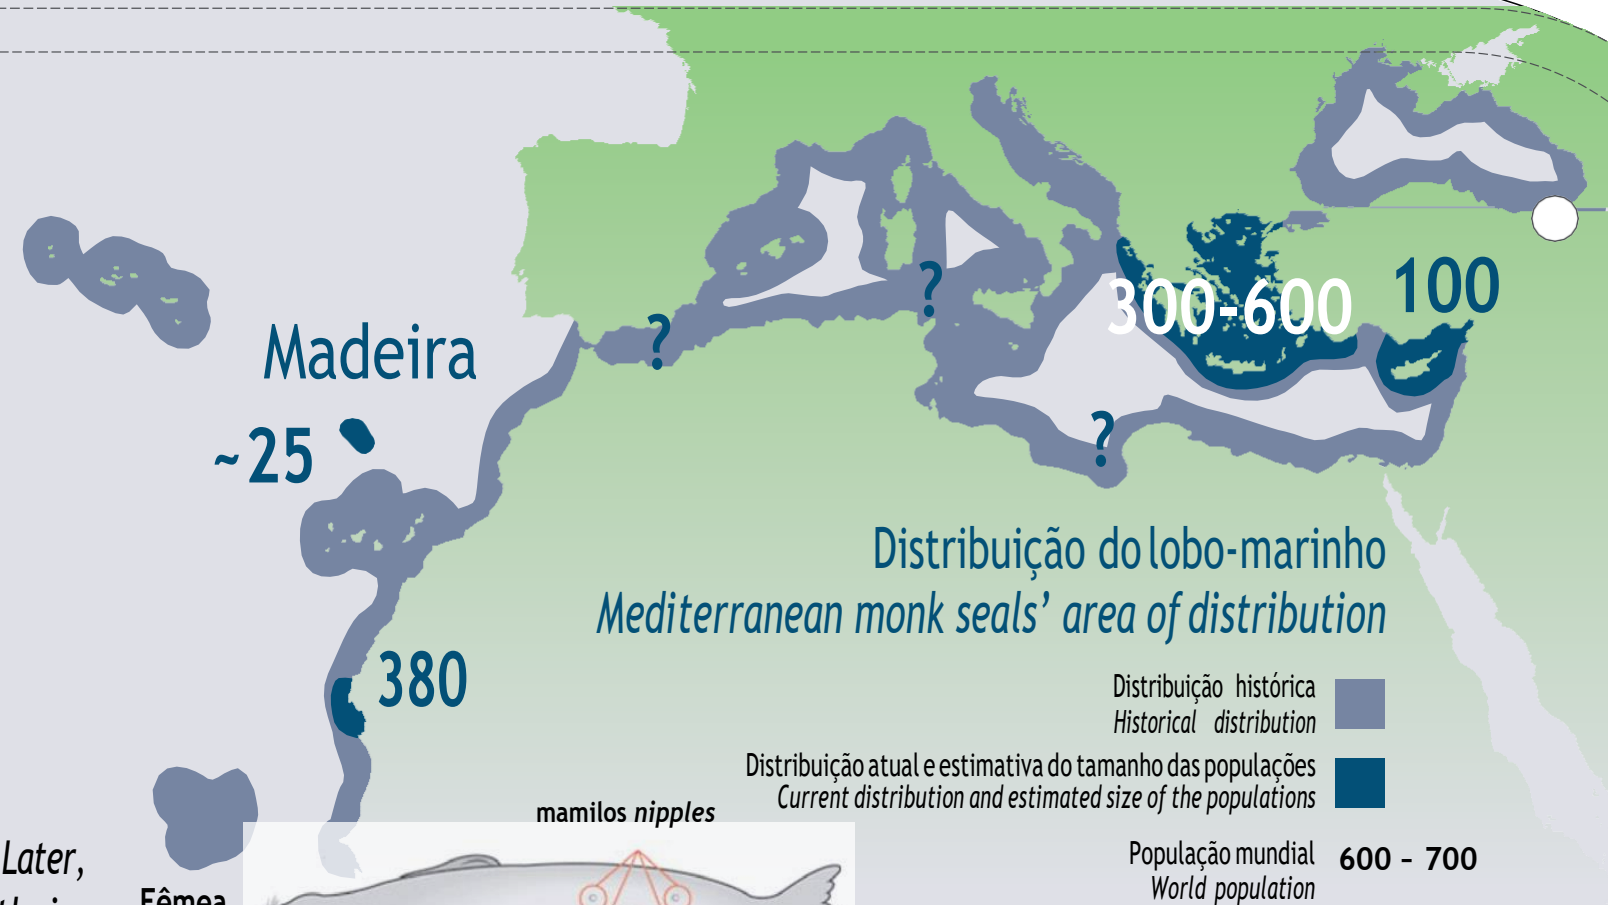 300-600
100
?
?
Madeira
~25
?
Distribuição do lobo-marinho
Mediterranean monk seals’ area of distribution
380
Distribuição histórica
Historical distribution
Distribuição atual e estimativa do tamanho das populações
Current distribution and estimated size of the populations
mamilos nipples
População mundial 600 – 700
World population
Later,
Fêmea